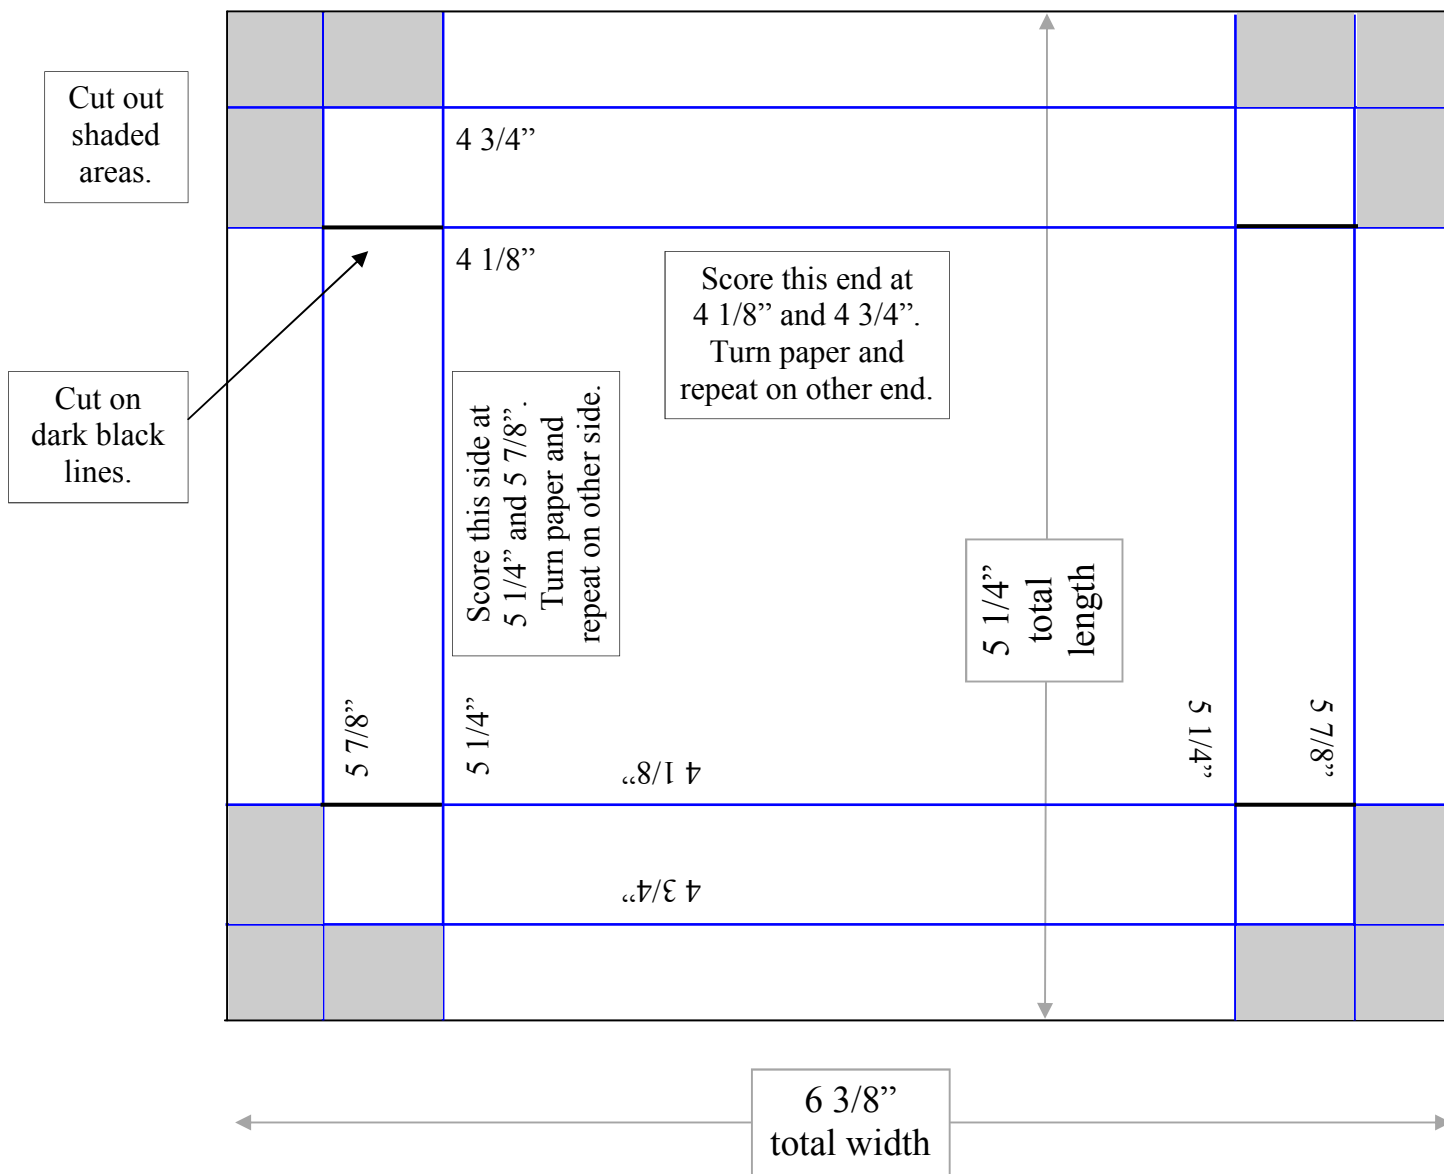 Cut out
shaded
areas.
4 3/4”
4 1/8”
Score this end at
4 1/8” and 4 3/4”.
Turn paper and
repeat on other end.
Cut on
dark black
lines.
Score this side at
5 1/4” and 5 7/8” .
Turn paper and
repeat on other side.
5 1/4”
total
length
5 7/8”
5 1/4”
4 1/8”
5 1/4”
5 7/8”
4 3/4”
6 3/8”
total width